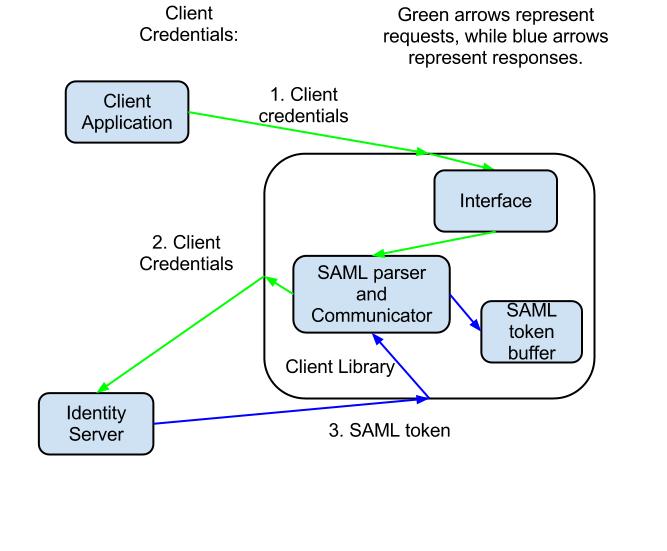 Client
Credentials:
Green arrows represent
requests, while blue arrows
represent responses.
Client
Application
1. Client
credentials
Interface
2. Client
Credentials
SAML parser
and
Communicator
SAML
token
buffer
Client Library
Identity
Server
3. SAML token